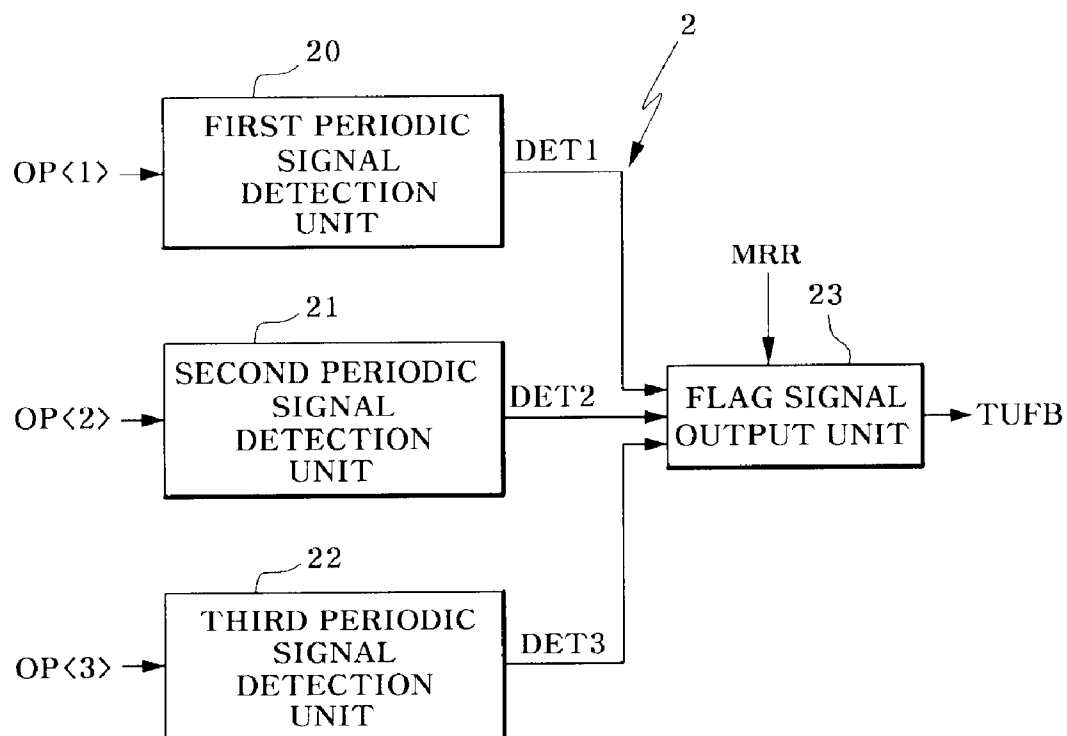 2
20
FIRST PERIODIC
SIGNAL
DETECTION
UNIT
OP<1>
DET1
MRR
23
21
SECOND PERIODIC
SIGNAL
DETECTION
UNIT
OP<2>
DET2
FLAG SIGNAL
OUTPUT UNIT
TUFB
22
THIRD PERIODIC
SIGNAL
DETECTION
UNIT
OP<3>
DET3